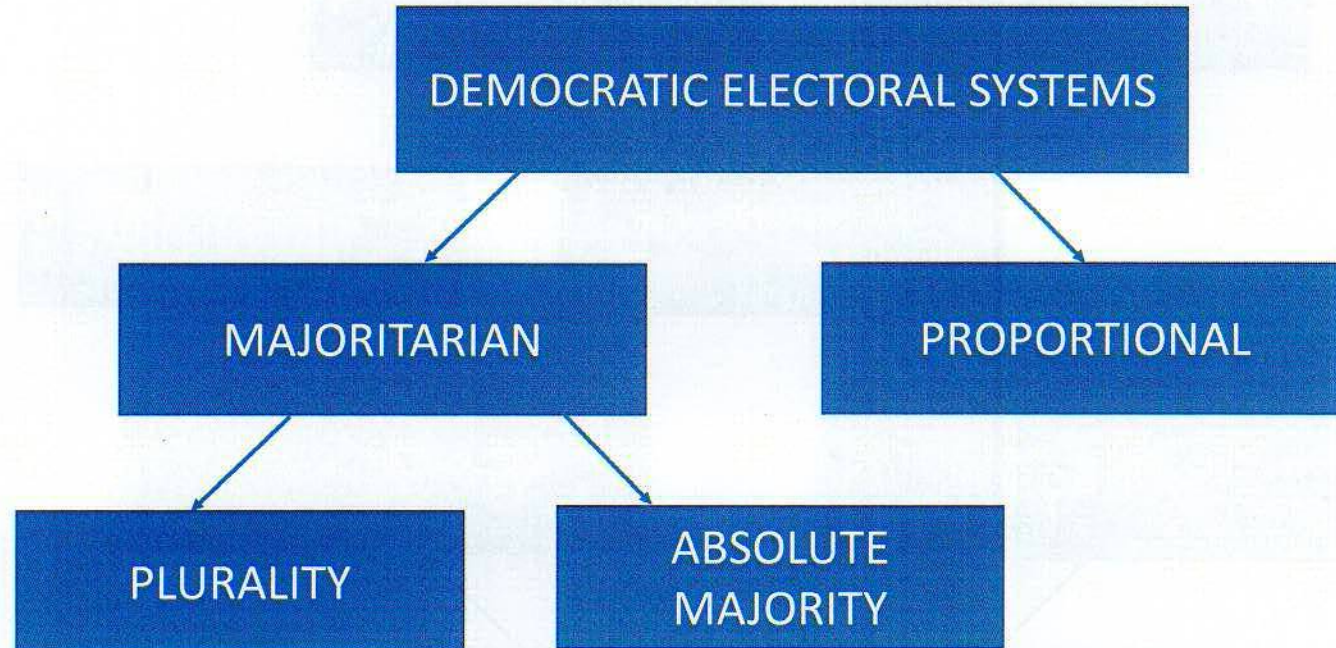 DEMOCRATIC ELECTORAL SYSTEMS
MAJORITARIAN
PROPORTIONAL
PLURALITY
ABSOLUTE
MAJORITY